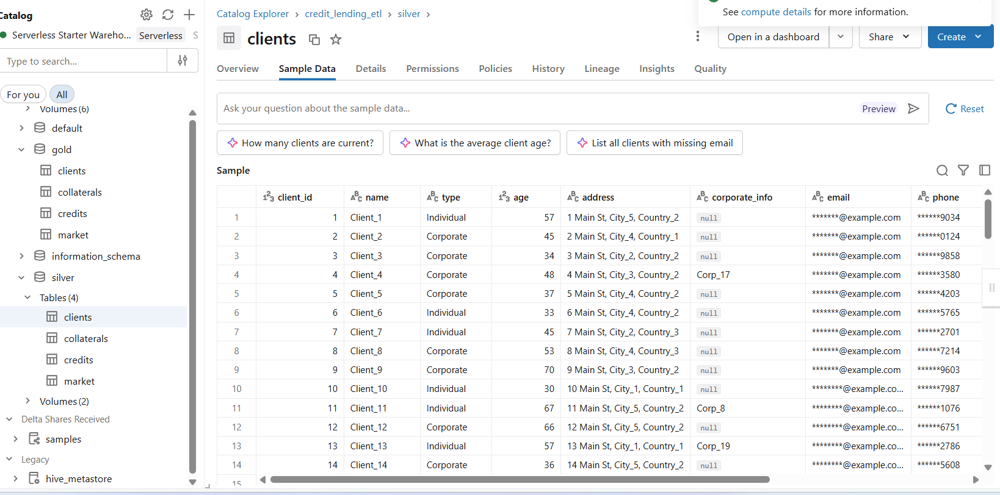 Catalog
Serverless Starter Wareho... Serverless S
Type to search...
For you All
Volumes (6)
default
gold
clients
collaterals
credits
market
information_schema
silver
Tables (4)
clients
collaterals
credits
market
Volumes (2)
Delta Shares Received
samples
Legacy
hive_metastore
Catalog Explorer › credit_lending_etl › silver ›
See compute details for more information.
clients
Open in a dashboard Share Create
Overview Sample Data Details Permissions Policies History Lineage Insights Quality
Ask your question about the sample data... Preview Reset
How many clients are current? What is the average client age? List all clients with missing email
Sample
client_id name type age address corporate_info email phone
1 1 Client_1 Individual 57 1 Main St, City_5, Country_2 null *******@example.com ******9034
2 2 Client_2 Corporate 45 2 Main St, City_4, Country_1 null *******@example.com ******0124
3 3 Client_3 Corporate 34 3 Main St, City_2, Country_2 null *******@example.com ******9858
4 4 Client_4 Corporate 48 4 Main St, City_3, Country_2 Corp_17 *******@example.com ******3580
5 5 Client_5 Corporate 37 5 Main St, City_4, Country_2 null *******@example.com ******4203
6 6 Client_6 Individual 33 6 Main St, City_4, Country_2 null *******@example.com ******5765
7 7 Client_7 Individual 45 7 Main St, City_2, Country_3 null *******@example.com ******2701
8 8 Client_8 Corporate 53 8 Main St, City_4, Country_3 null *******@example.com ******7214
9 9 Client_9 Corporate 70 9 Main St, City_3, Country_2 null *******@example.com ******9603
10 10 Client_10 Individual 30 10 Main St, City_1, Country_1 null ********@example.co... ******7987
11 11 Client_11 Individual 67 11 Main St, City_5, Country_2 Corp_8 ********@example.co... ******1076
12 12 Client_12 Corporate 66 12 Main St, City_5, Country_2 null ********@example.co... ******6751
13 13 Client_13 Individual 57 13 Main St, City_1, Country_1 Corp_19 ********@example.co... ******2786
14 14 Client_14 Corporate 36 14 Main St, City_5, Country_2 null ********@example.co... ******5608
15